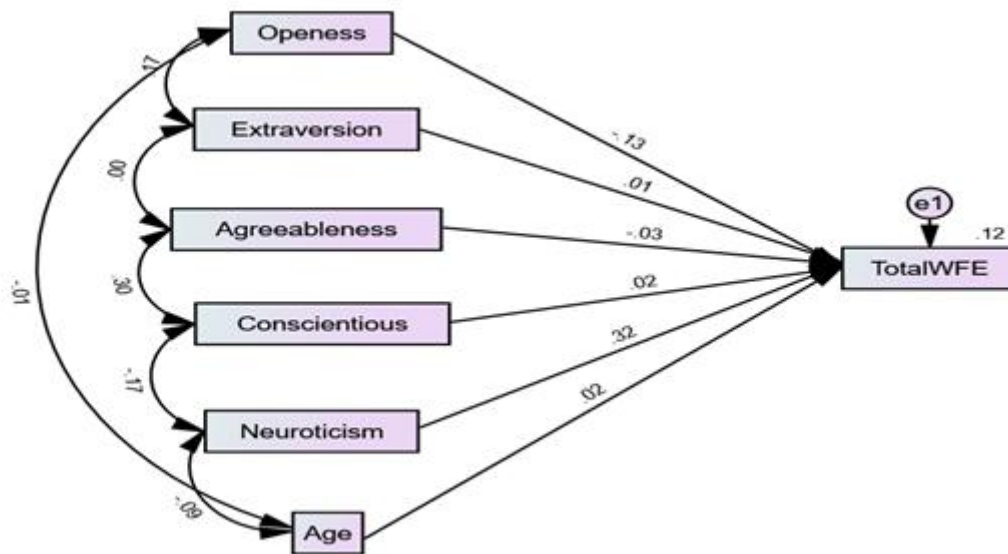 Openess
.17
-.13
Extraversion
.01
.00
Agreeableness
-.03
e1
.12
TotalWFE
.30
.02
Conscientious
-.01
-.17
.32
Neuroticism
.02
-.09
Age